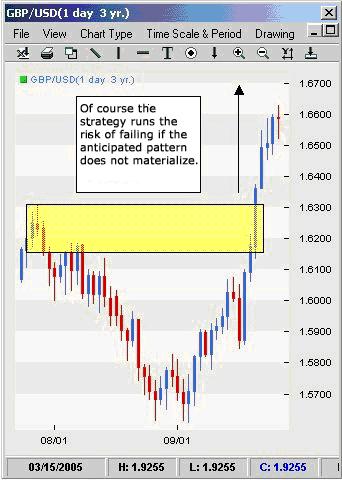 GBP/USD(1 day 3 yr.)
File View Chart Type Time Scale & Period Drawing
GBP/USD(1 day 3 yr.)
Of course the
strategy runs the
risk of failing if the
anticipated pattern
does not materialize.
1.6700
1.6600
1.6500
1.6400
1.6300
1.6200
1.6100
1.6000
1.5900
1.5800
1.5700
08/01 09/01
03/15/2005 H: 1.9255 L: 1.9255 C: 1.9255